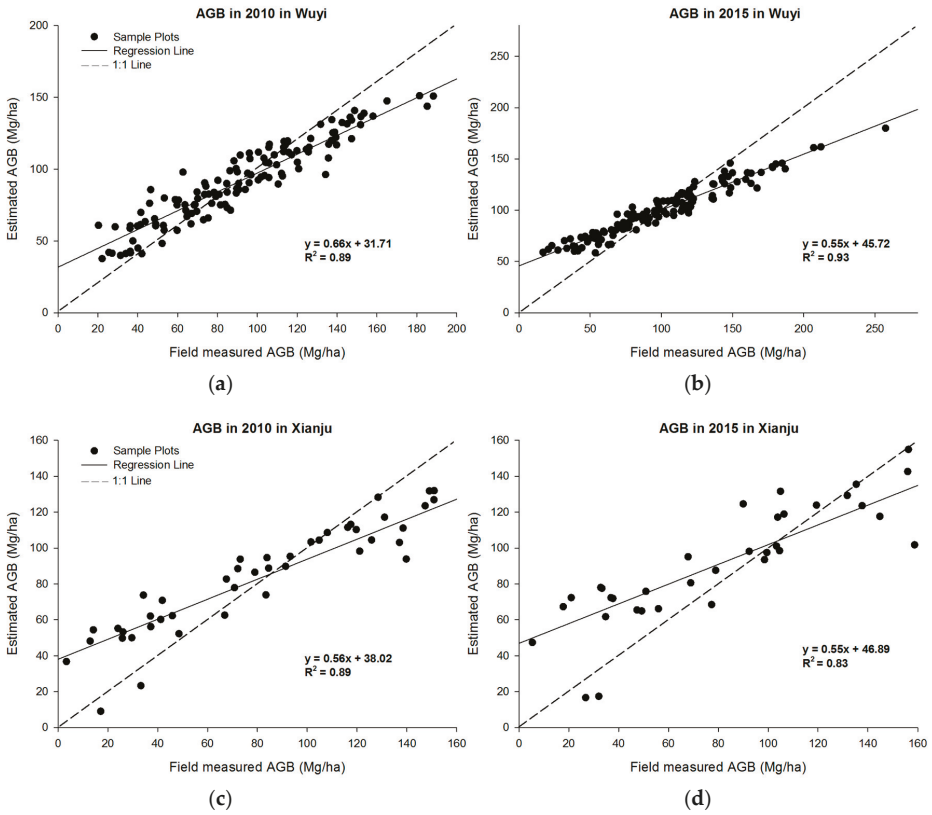 AGB in 2010 in Wuyi
200
150
100
50
0
Estimated AGB (Mg/ha)
Sample Plots
Regression Line
1:1 Line
y = 0.66x + 31.71
R² = 0.89
0 20 40 60 80 100 120 140 160 180 200
Field measured AGB (Mg/ha)
(a)
AGB in 2015 in Wuyi
250
200
150
100
50
0
Estimated AGB (Mg/ha)
y = 0.55x + 45.72
R² = 0.93
0 50 100 150 200 250
Field measured AGB (Mg/ha)
(b)
AGB in 2010 in Xianju
160
140
120
100
80
60
40
20
0
Estimated AGB (Mg/ha)
Sample Plots
Regression Line
1:1 Line
y = 0.56x + 38.02
R² = 0.89
0 20 40 60 80 100 120 140 160
Field measured AGB (Mg/ha)
(c)
AGB in 2015 in Xianju
160
140
120
100
80
60
40
20
0
Estimated AGB (Mg/ha)
y = 0.55x + 46.89
R² = 0.83
0 20 40 60 80 100 120 140 160
Field measured AGB (Mg/ha)
(d)